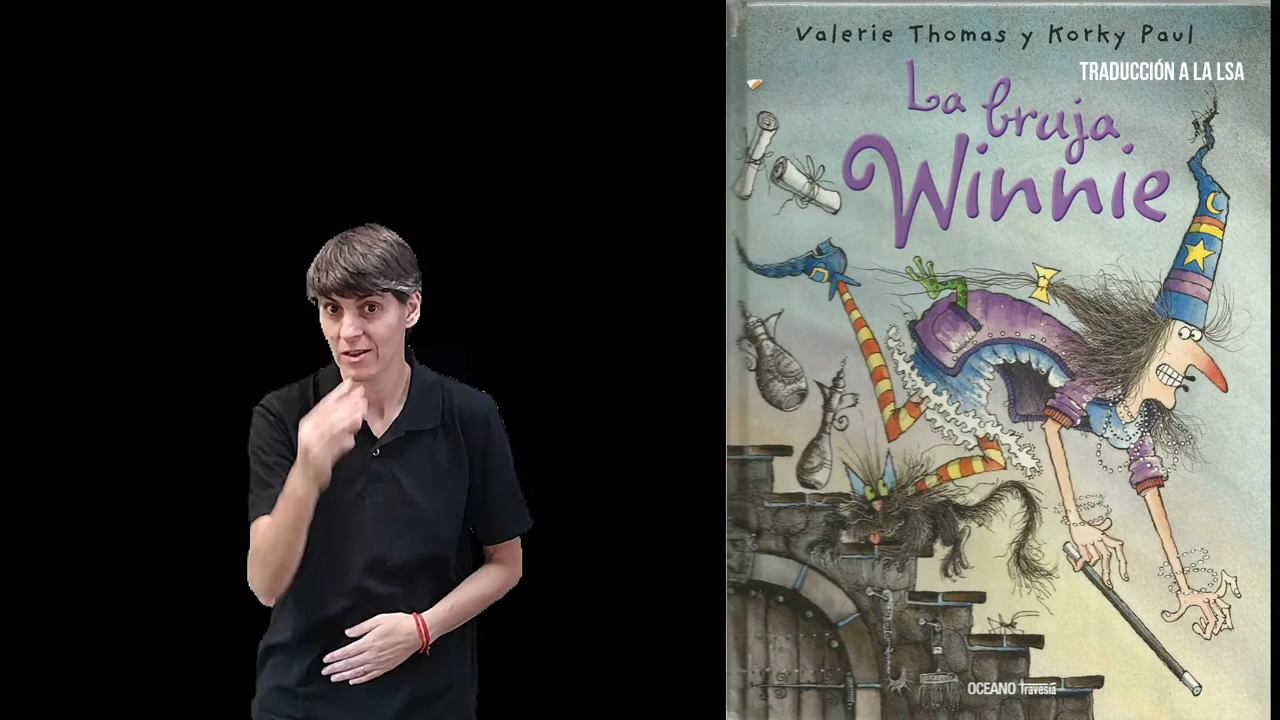 Valerie Thomas y Korky Paul
TRADUCCIÓN A LA LSA
La bruja
Winnie
OCEANO Travesía